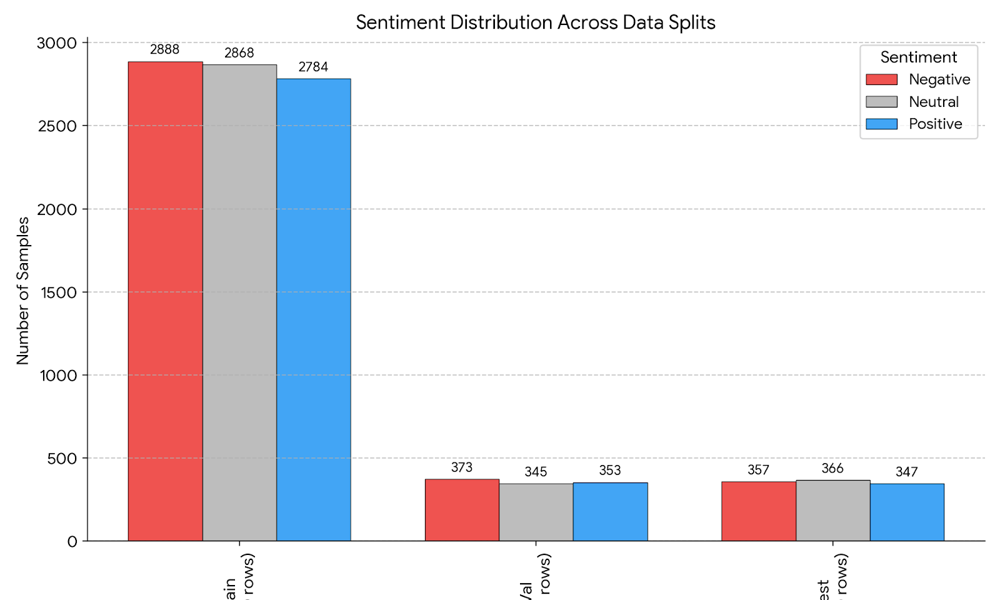 Sentiment Distribution Across Data Splits
Sentiment
Negative
Neutral
Positive
Number of Samples
3000
2500
2000
1500
1000
500
0
2888
2868
2784
373
345
353
357
366
347
rows)
rows)
rows)